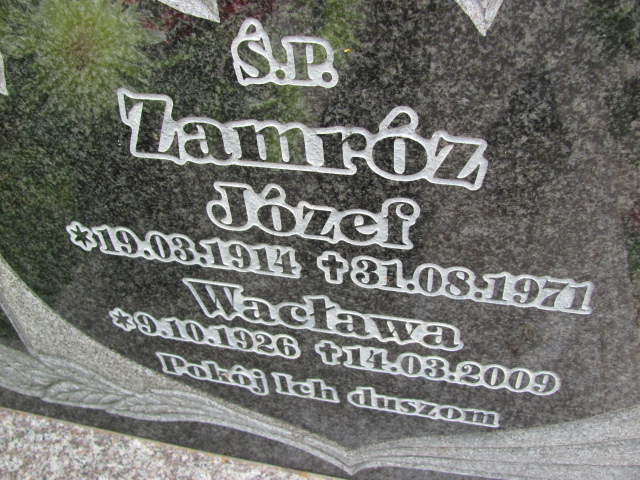 Ś.P.
Zamróz
Józef
*19.03.1914 ✝31.08.1971
Wacława
*9.10.1926 ✝14.03.2009
Pokój Ich duszom